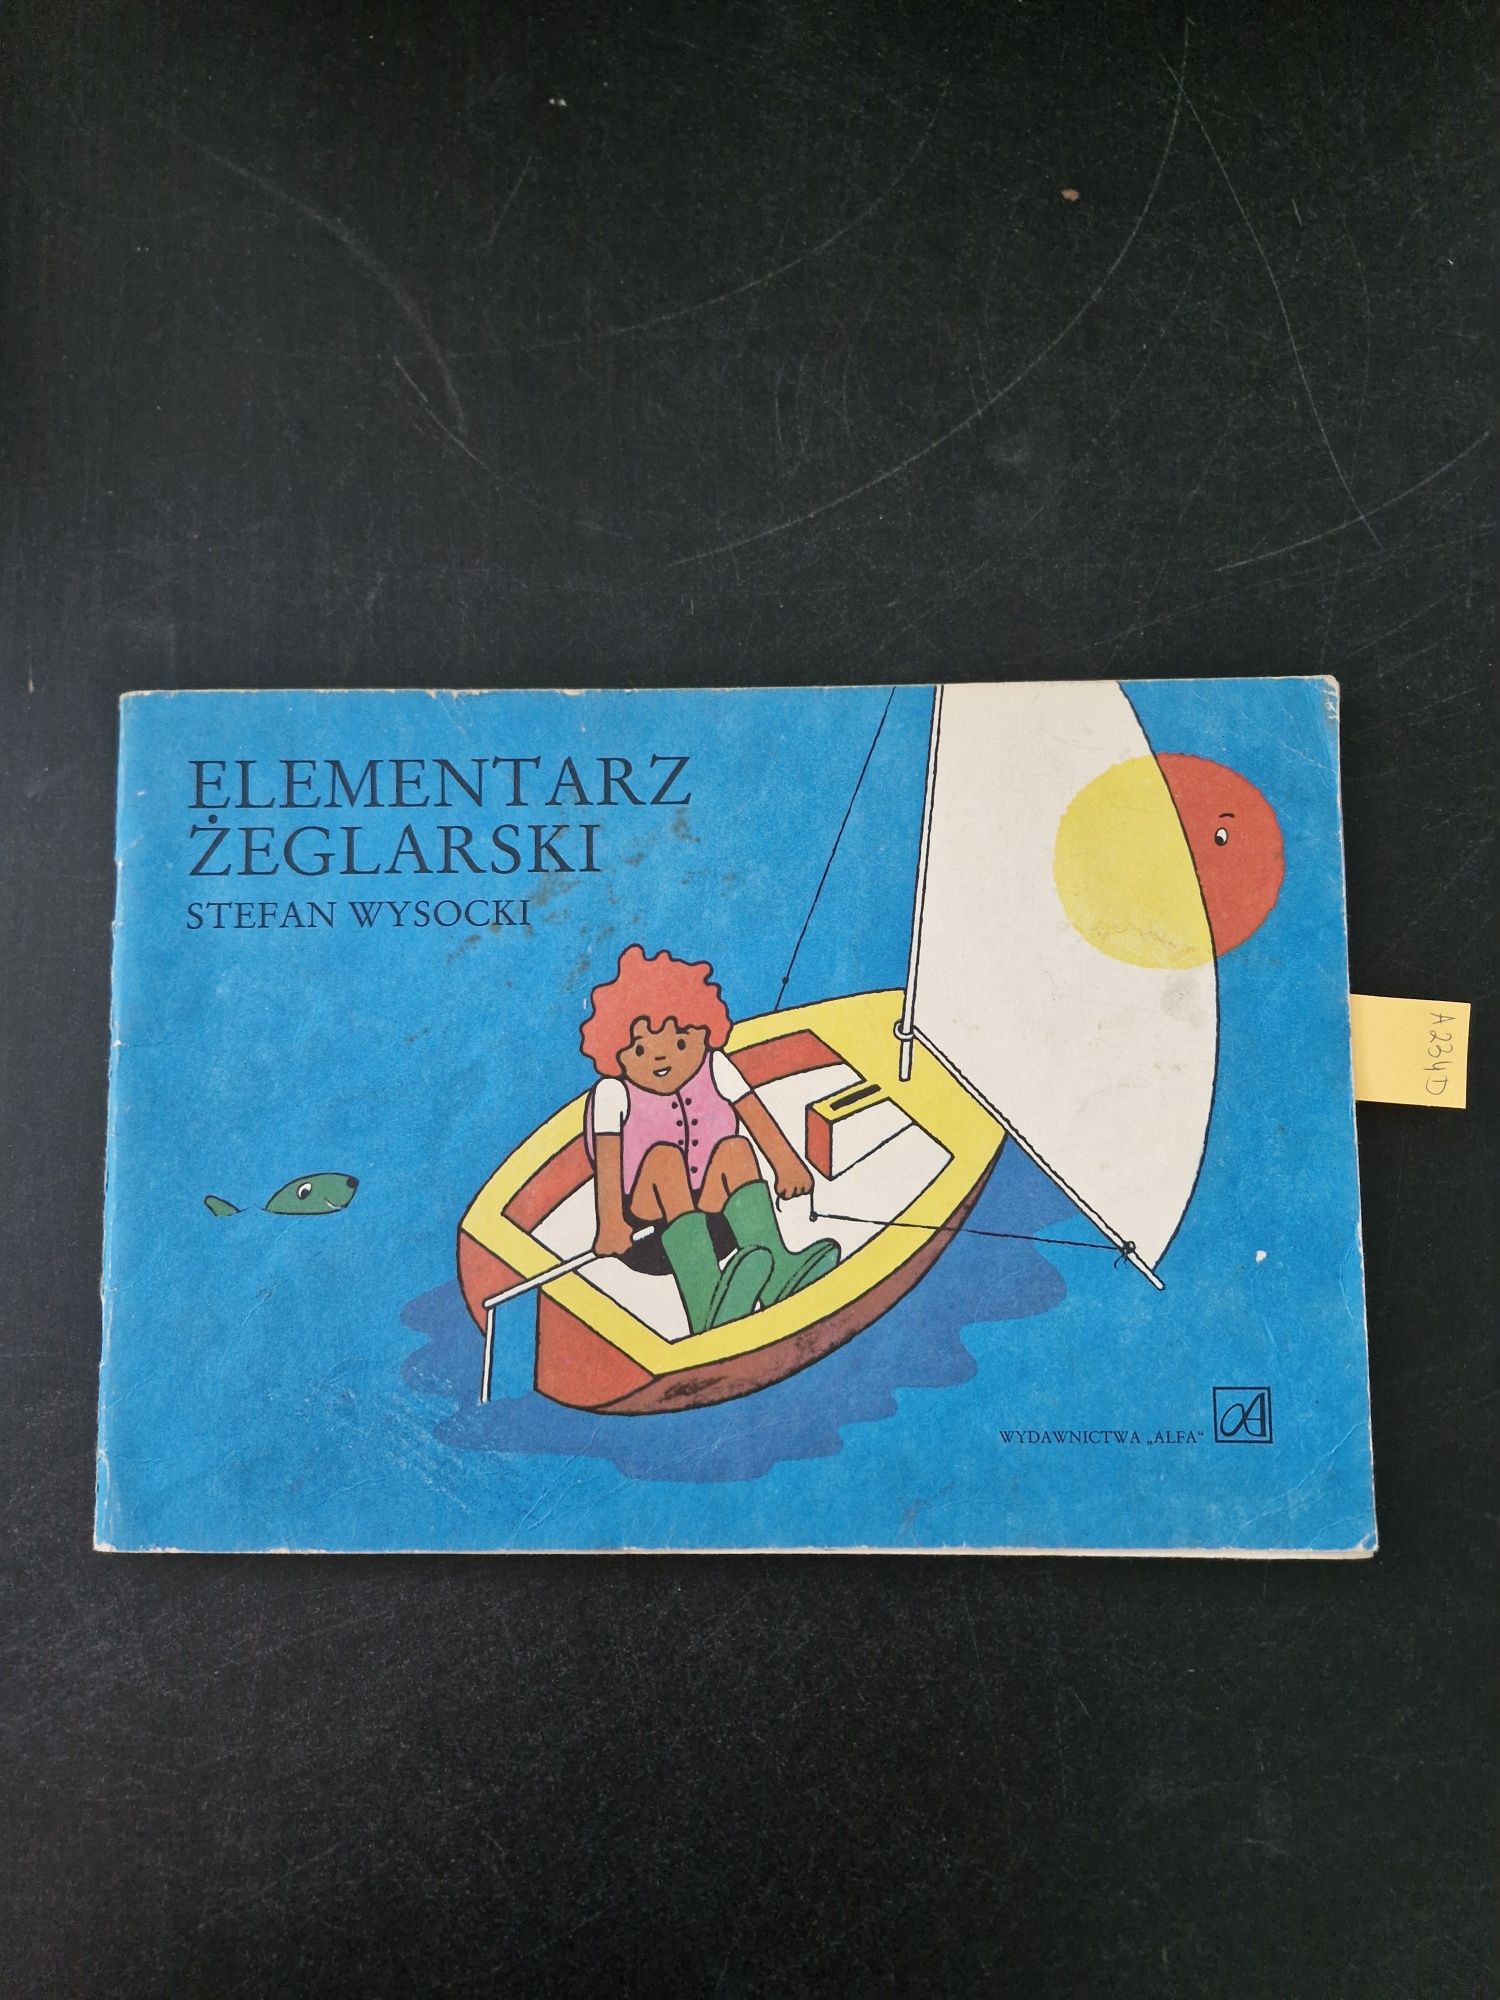 ELEMENTARZ
ŻEGLARSKI
STEFAN WYSOCKI
A234D
WYDAWNICTWA „ALFA“